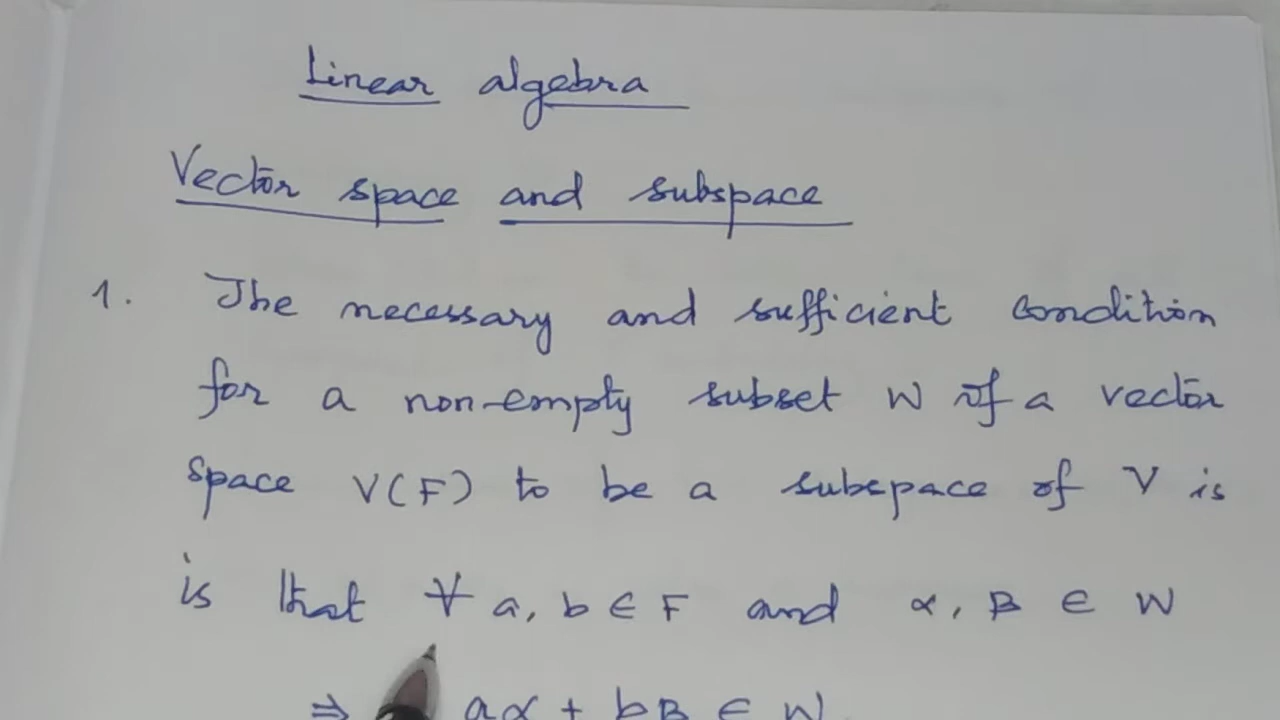 Linear algebra
Vector space and subspace
1. The necessary and sufficient condition
for a non-empty subset W of a vector
space V(F) to be a subspace of V is
is that ∀ a, b ∈ F and α, β ∈ W
⇒ aα + bβ ∈ W.